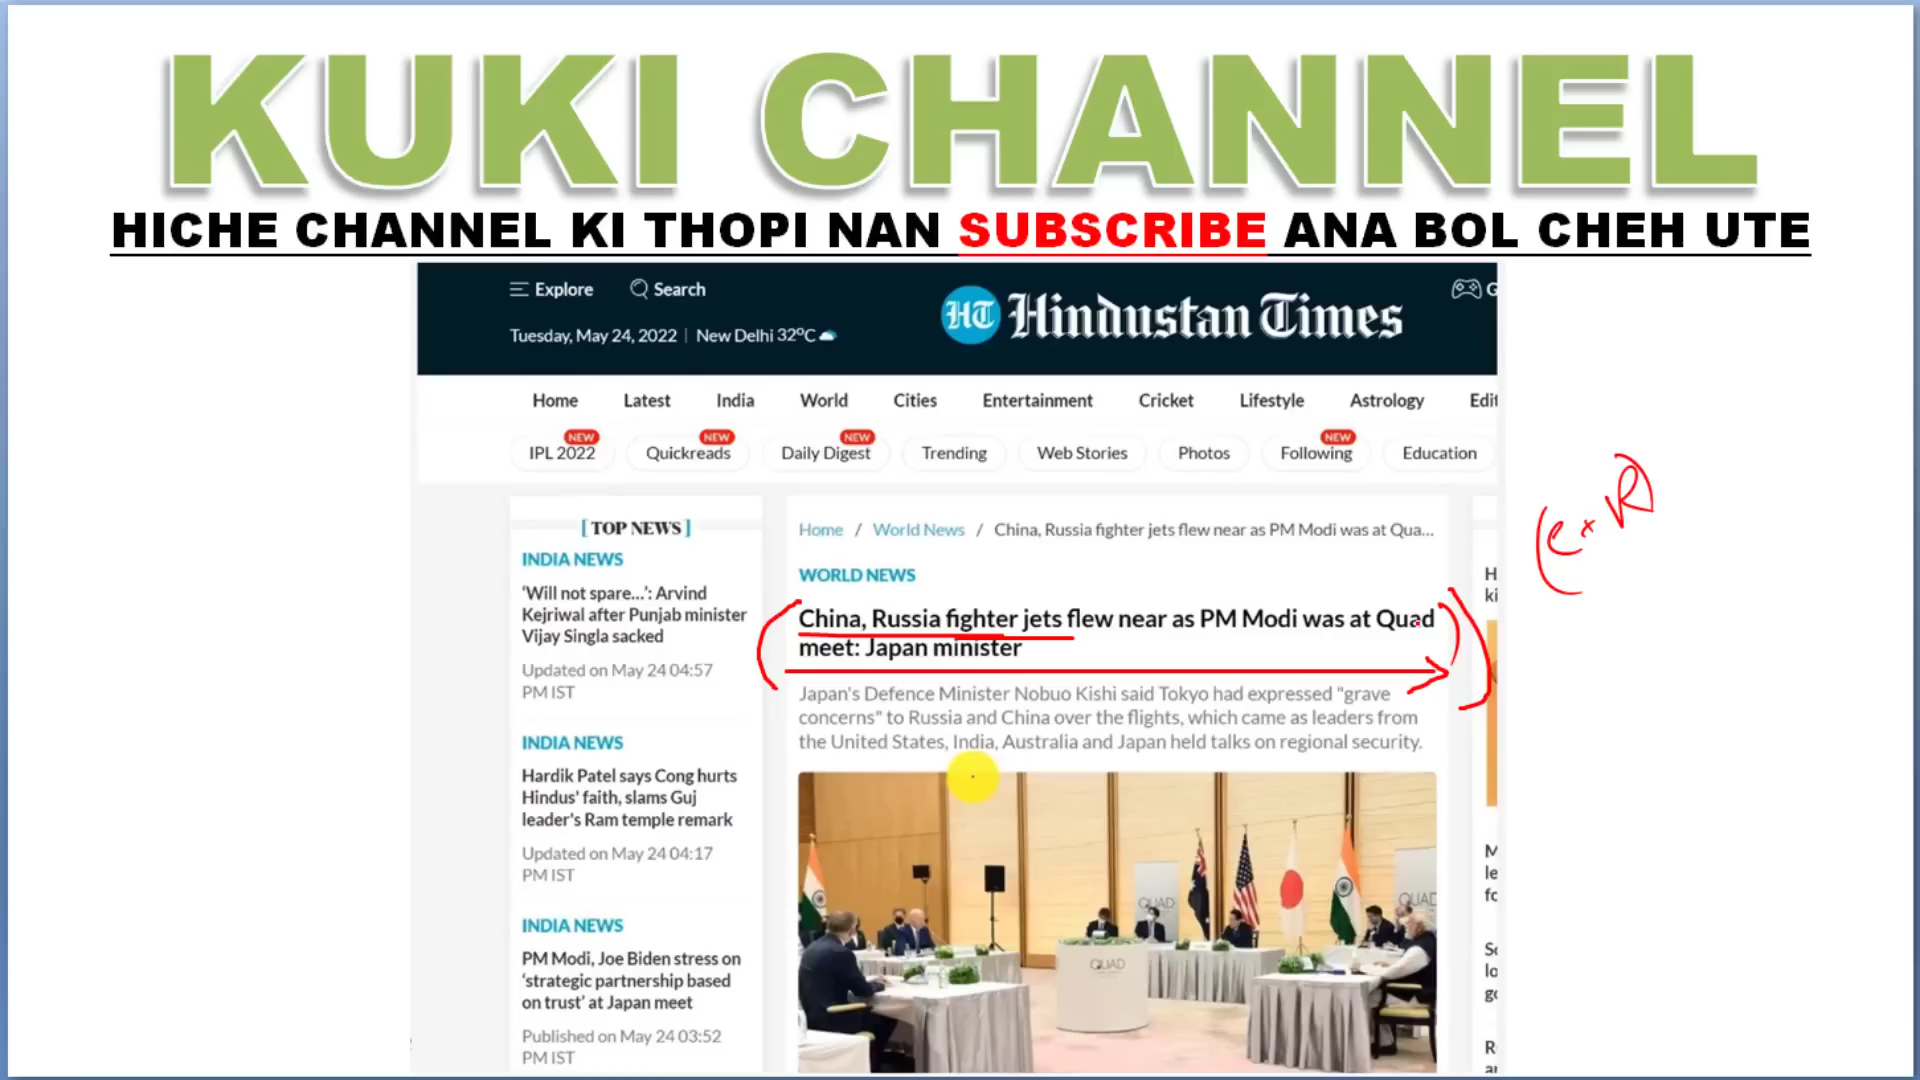 KUKI CHANNEL
HICHE CHANNEL KI THOPI NAN SUBSCRIBE ANA BOL CHEH UTE
Explore Search
HT Hindustan Times
G
Tuesday, May 24, 2022 | New Delhi 32°C
Home Latest India World Cities Entertainment Cricket Lifestyle Astrology Edit
NEW NEW NEW NEW
IPL 2022 Quickreads Daily Digest Trending Web Stories Photos Following Education
[ TOP NEWS ]
INDIA NEWS
'Will not spare...': Arvind
Kejriwal after Punjab minister
Vijay Singla sacked
Updated on May 24 04:57
PM IST
INDIA NEWS
Hardik Patel says Cong hurts
Hindus' faith, slams Guj
leader's Ram temple remark
Updated on May 24 04:17
PM IST
INDIA NEWS
PM Modi, Joe Biden stress on
'strategic partnership based
on trust' at Japan meet
Published on May 24 03:52
PM IST
Home / World News / China, Russia fighter jets flew near as PM Modi was at Qua...
WORLD NEWS
China, Russia fighter jets flew near as PM Modi was at Quad
meet: Japan minister
Japan's Defence Minister Nobuo Kishi said Tokyo had expressed "grave
concerns" to Russia and China over the flights, which came as leaders from
the United States, India, Australia and Japan held talks on regional security.
QUAD
QUAD
QUAD
H
ki
M
le
fo
So
lo
go
R